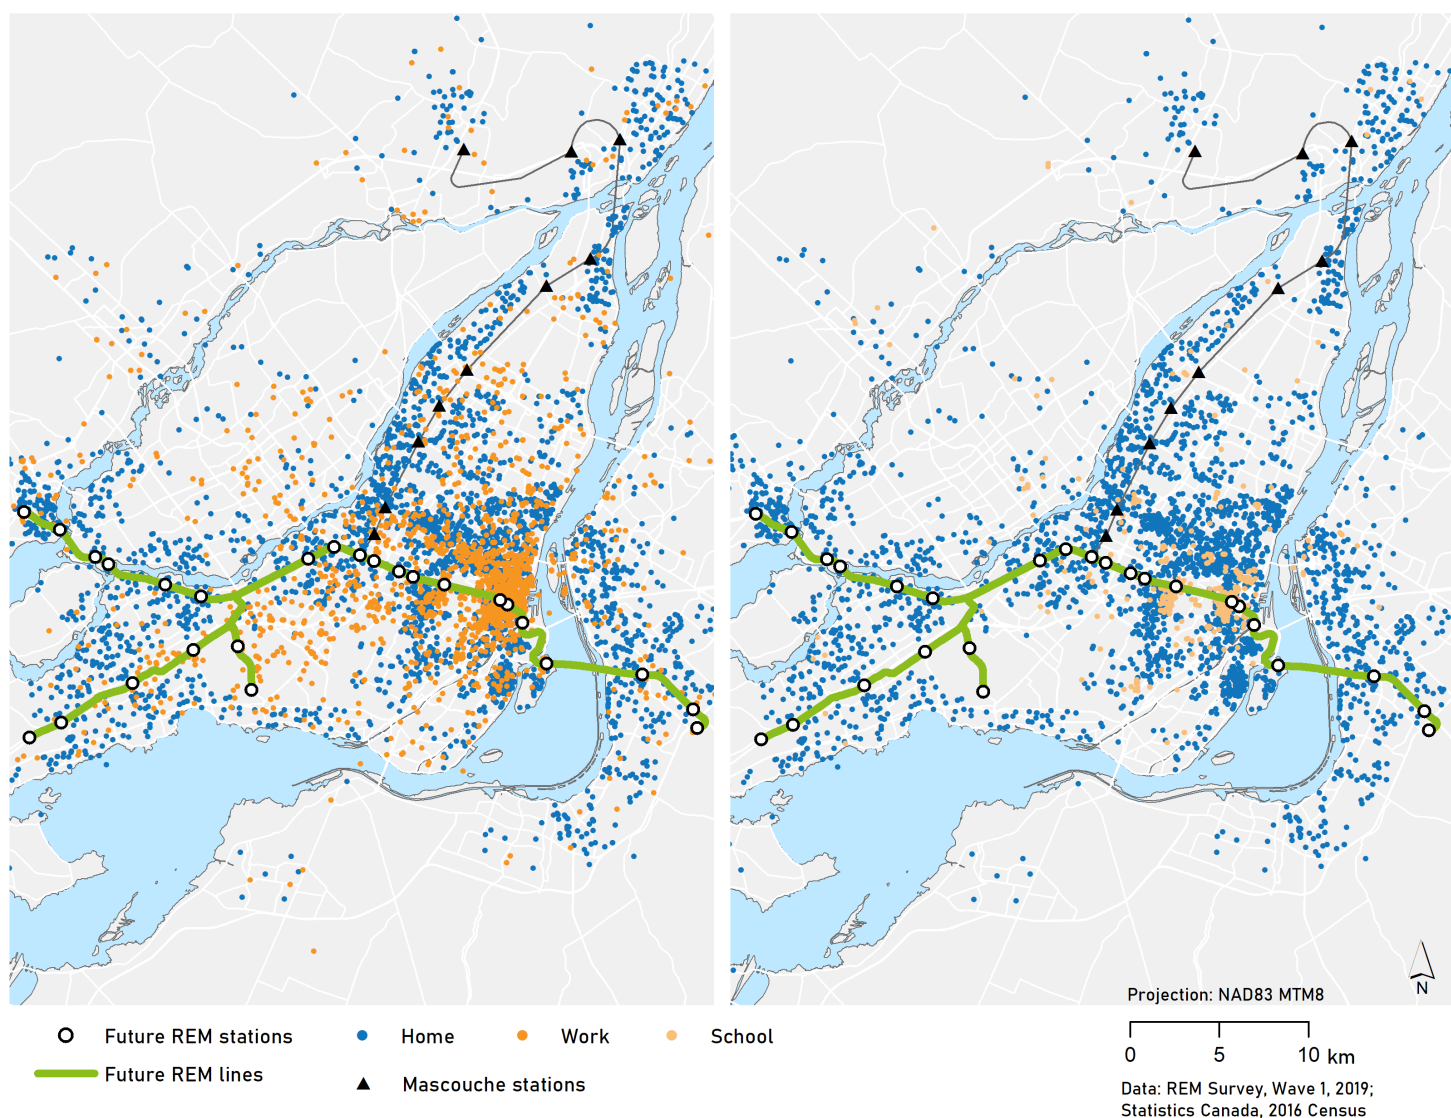 Future REM stations
Home
Work
School
Future REM lines
Mascouche stations
N
Projection: NAD83 MTM8
0 5 10 km
Data: REM Survey, Wave 1, 2019;
Statistics Canada, 2016 Census